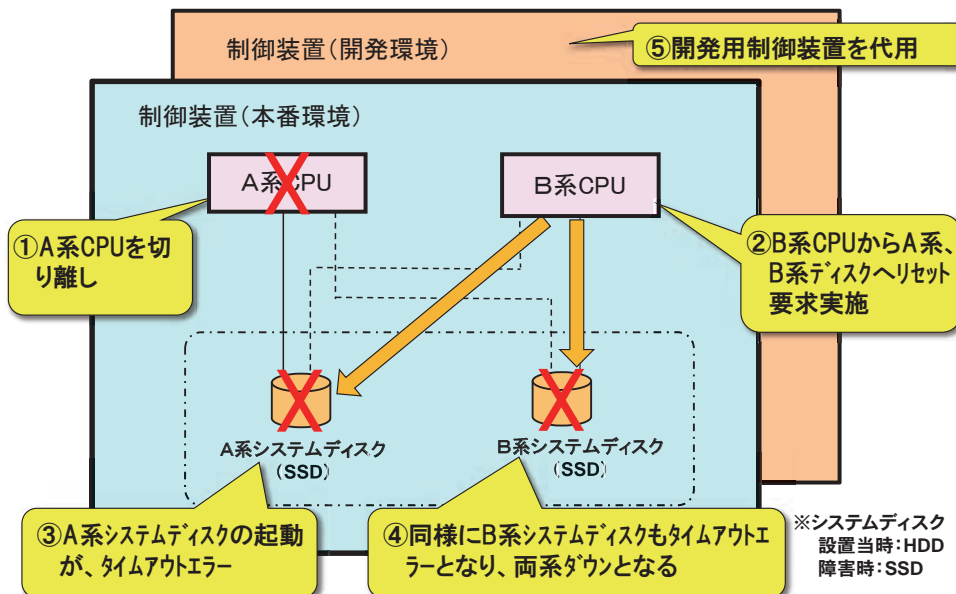 制御装置（開発環境）
⑤開発用制御装置を代用
制御装置（本番環境）
A系CPU
B系CPU
①A系CPUを切
り離し
②B系CPUからA系、
B系ディスクへリセット
要求実施
A系システムディスク
（SSD）
B系システムディスク
（SSD）
③A系システムディスクの起動
が、タイムアウトエラー
④同様にB系システムディスクもタイムアウトエ
ラーとなり、両系ダウンとなる
※システムディスク
設置当時：HDD
障害時：SSD